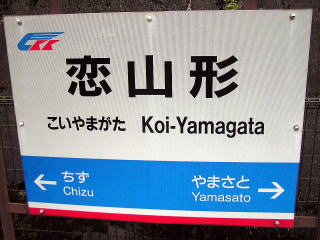 恋山形
こいやまがた Koi-Yamagata
← ちず やまさと →
Chizu Yamasato